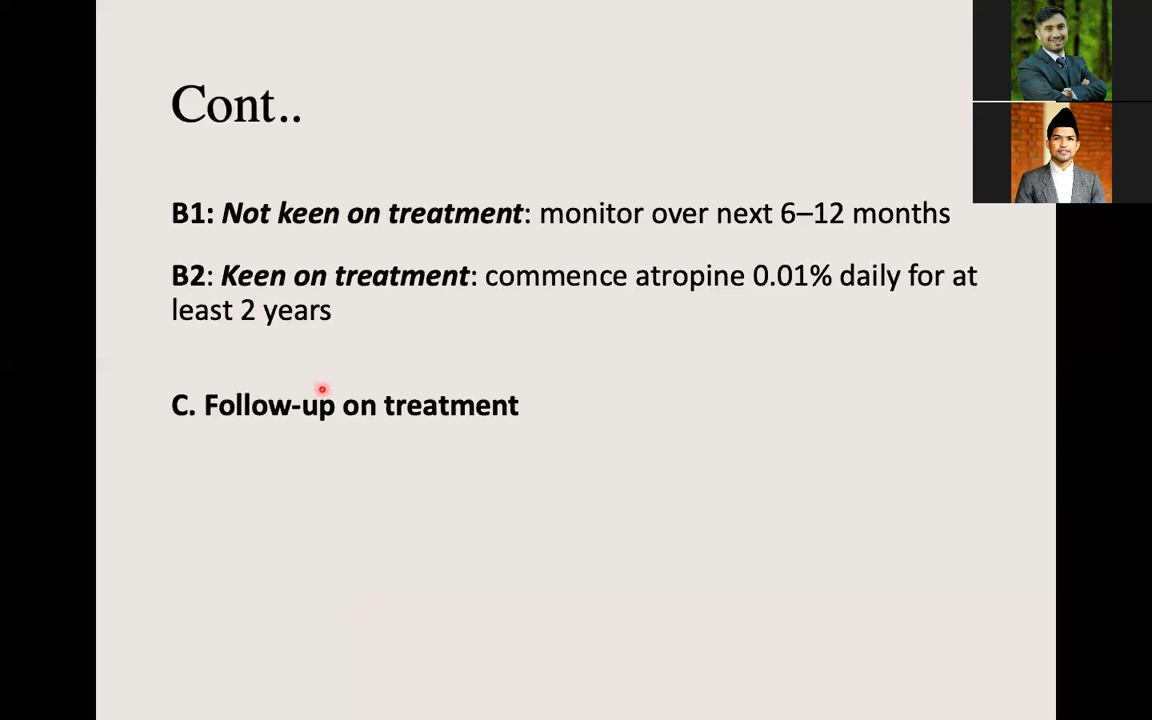 Cont..
B1: Not keen on treatment: monitor over next 6–12 months
B2: Keen on treatment: commence atropine 0.01% daily for at
least 2 years
C. Follow-up on treatment